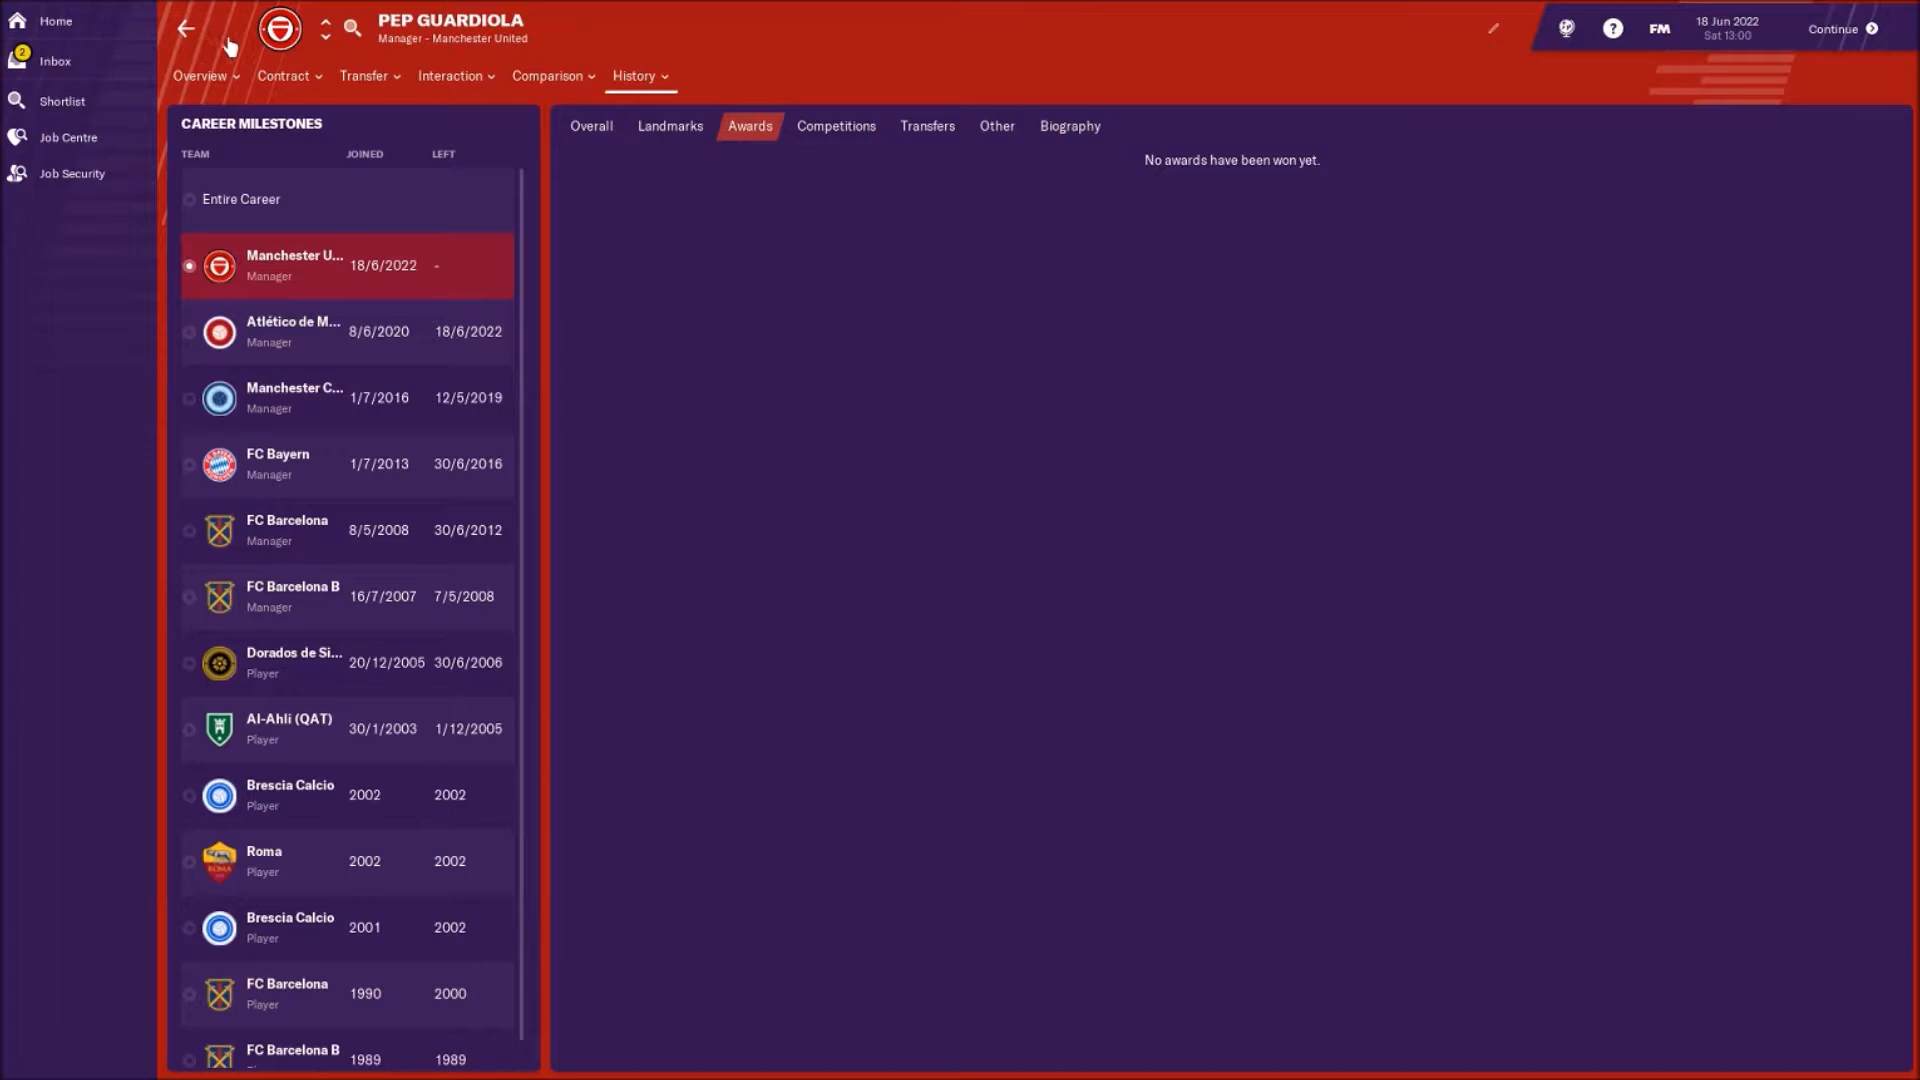 Home
2
Inbox
Shortlist
Job Centre
Job Security
PEP GUARDIOLA
Manager - Manchester United
?
FM
18 Jun 2022
Sat 13:00
Continue
Overview
Contract
Transfer
Interaction
Comparison
History
CAREER MILESTONES
TEAM JOINED LEFT
Entire Career
Manchester U... 18/6/2022 -
Manager
Atlético de M... 8/6/2020 18/6/2022
Manager
Manchester C... 1/7/2016 12/5/2019
Manager
FC Bayern 1/7/2013 30/6/2016
Manager
FC Barcelona 8/5/2008 30/6/2012
Manager
FC Barcelona B 16/7/2007 7/5/2008
Manager
Dorados de Si... 20/12/2005 30/6/2006
Player
Al-Ahli (QAT) 30/1/2003 1/12/2005
Player
Brescia Calcio 2002 2002
Player
Roma 2002 2002
Player
Brescia Calcio 2001 2002
Player
FC Barcelona 1990 2000
Player
FC Barcelona B 1989 1989
Overall Landmarks Awards Competitions Transfers Other Biography
No awards have been won yet.